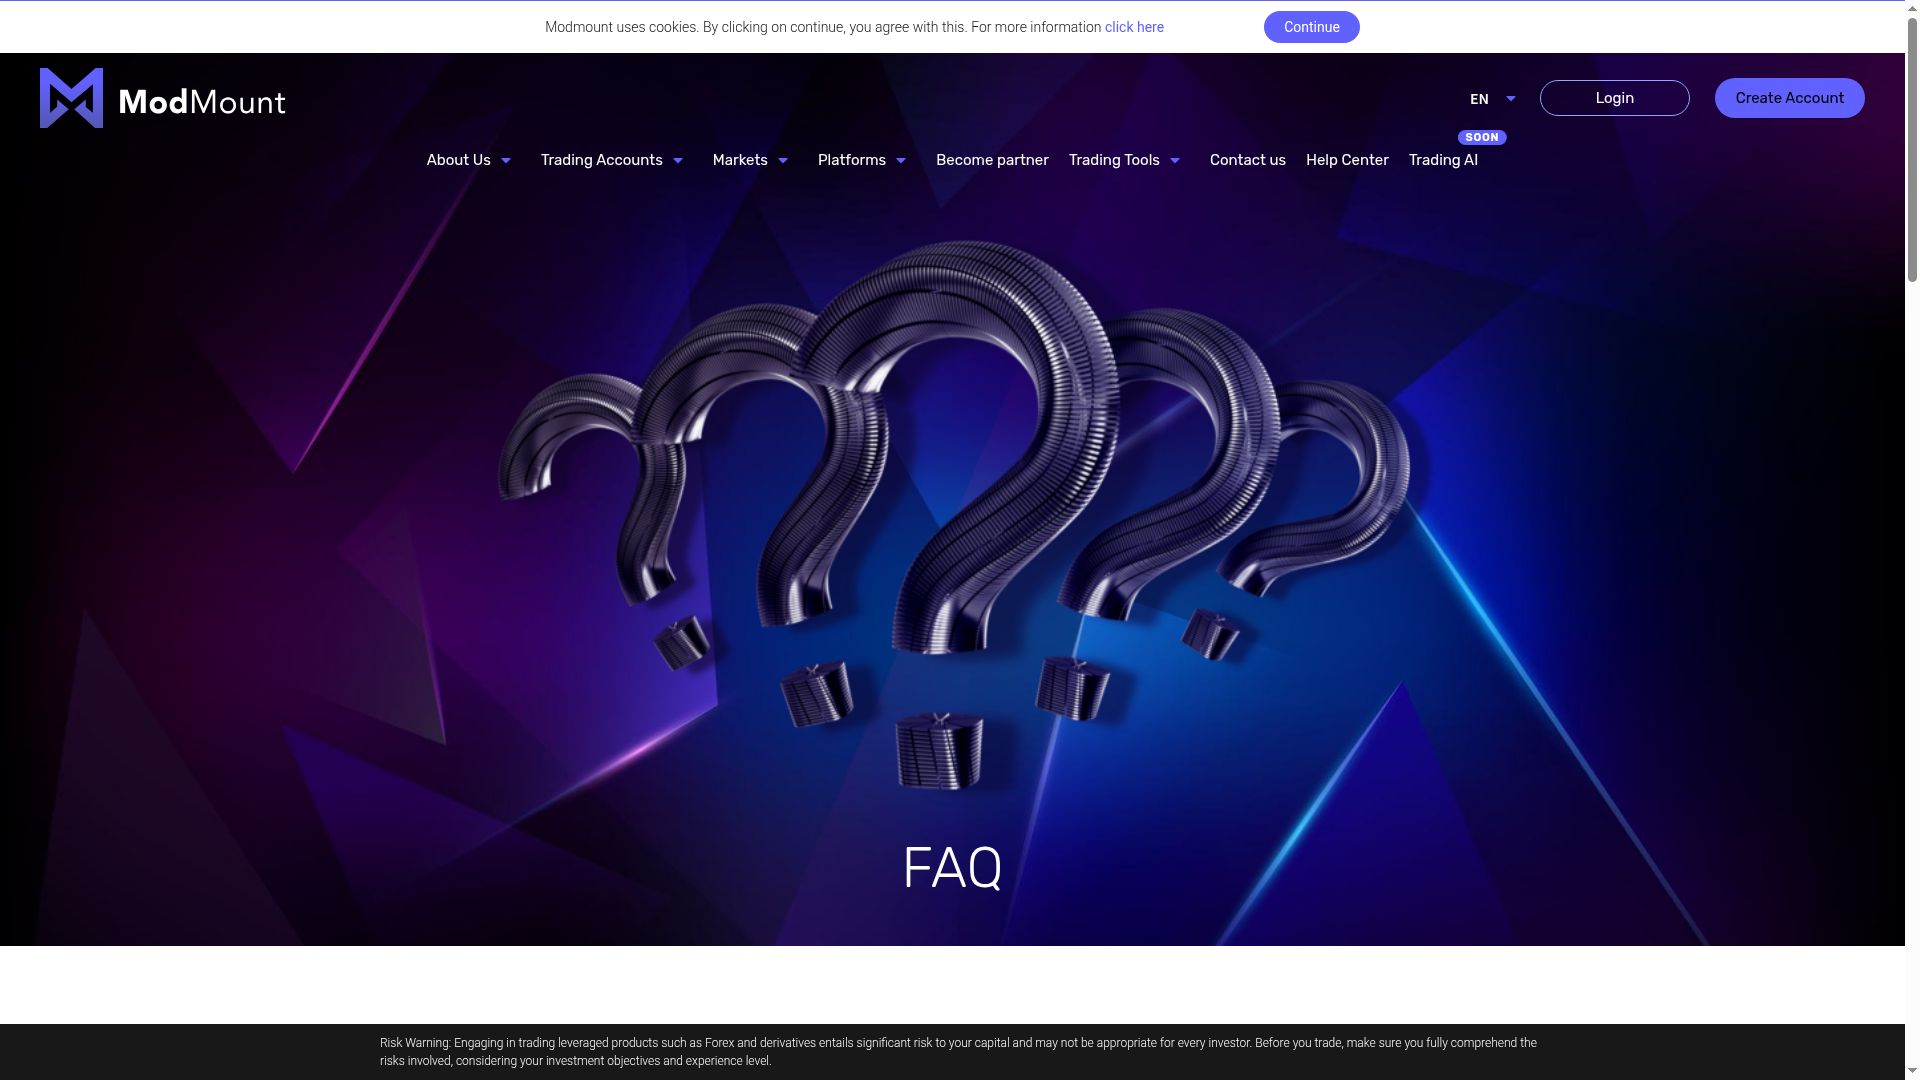 Modmount uses cookies. By clicking on continue, you agree with this. For more information click here
Continue
ModMount
EN
Login
Create Account
SOON
About Us
Trading Accounts
Markets
Platforms
Become partner
Trading Tools
Contact us
Help Center
Trading AI
FAQ
Risk Warning: Engaging in trading leveraged products such as Forex and derivatives entails significant risk to your capital and may not be appropriate for every investor. Before you trade, make sure you fully comprehend the
risks involved, considering your investment objectives and experience level.